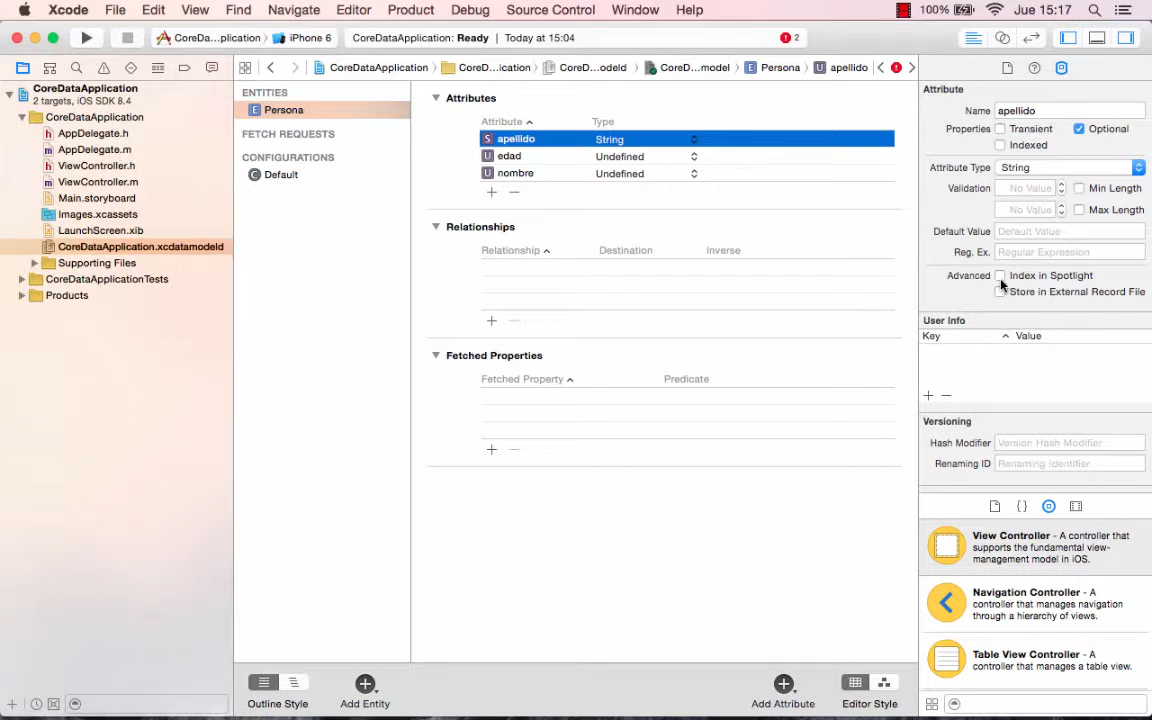 Xcode File Edit View Find Navigate Editor Product Debug Source Control Window Help 100% Jue 15:17
CoreDa...plication iPhone 6 CoreDataApplication: Ready Today at 15:04 2
CoreDataApplication CoreD...ication CoreD...odeld CoreD...model Persona apellido
CoreDataApplication
2 targets, iOS SDK 8.4
CoreDataApplication
AppDelegate.h
AppDelegate.m
ViewController.h
ViewController.m
Main.storyboard
Images.xcassets
LaunchScreen.xib
CoreDataApplication.xcdatamodeld
Supporting Files
CoreDataApplicationTests
Products
ENTITIES
E Persona
FETCH REQUESTS
CONFIGURATIONS
C Default
Attributes
Attribute Type
S apellido String
U edad Undefined
U nombre Undefined
Relationships
Relationship Destination Inverse
Fetched Properties
Fetched Property Predicate
Outline Style Add Entity Add Attribute Editor Style
Attribute
Name apellido
Properties Transient Optional
Indexed
Attribute Type String
Validation No Value Min Length
No Value Max Length
Default Value Default Value
Reg. Ex. Regular Expression
Advanced Index in Spotlight
Store in External Record File
User Info
Key Value
Versioning
Hash Modifier Version Hash Modifier
Renaming ID Renaming Identifier
View Controller - A controller that
supports the fundamental view-
management model in iOS.
Navigation Controller - A
controller that manages navigation
through a hierarchy of views.
Table View Controller - A
controller that manages a table view.